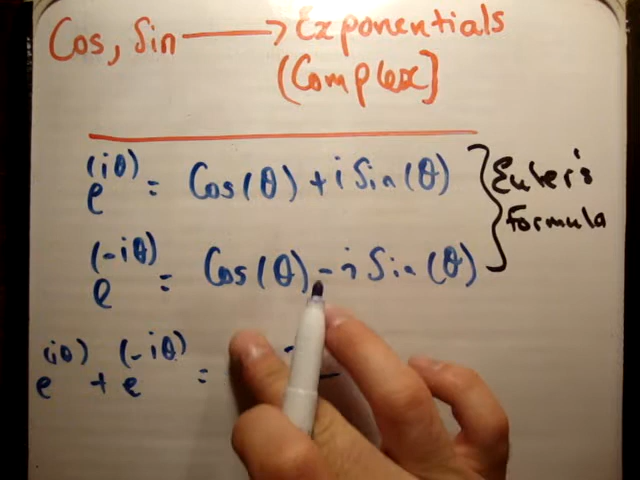 Cos, Sin → Exponentials
(Complex]
e^(iθ) = Cos(θ) + i Sin(θ)
e^(-iθ) = Cos(θ) - i Sin(θ)
Euler's
formula
e^(iθ) + e^(-iθ) =